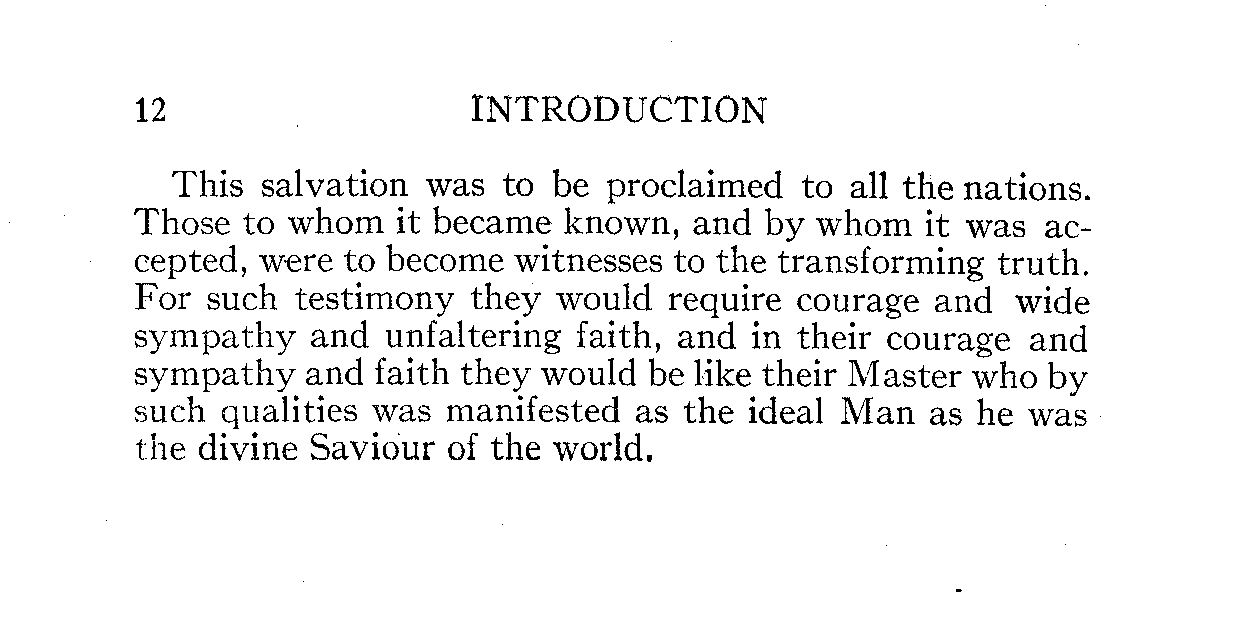 12 INTRODUCTION
This salvation was to be proclaimed to all the nations.
Those to whom it became known, and by whom it was ac-
cepted, were to become witnesses to the transforming truth.
For such testimony they would require courage and wide
sympathy and unfaltering faith, and in their courage and
sympathy and faith they would be like their Master who by
such qualities was manifested as the ideal Man as he was
the divine Saviour of the world.